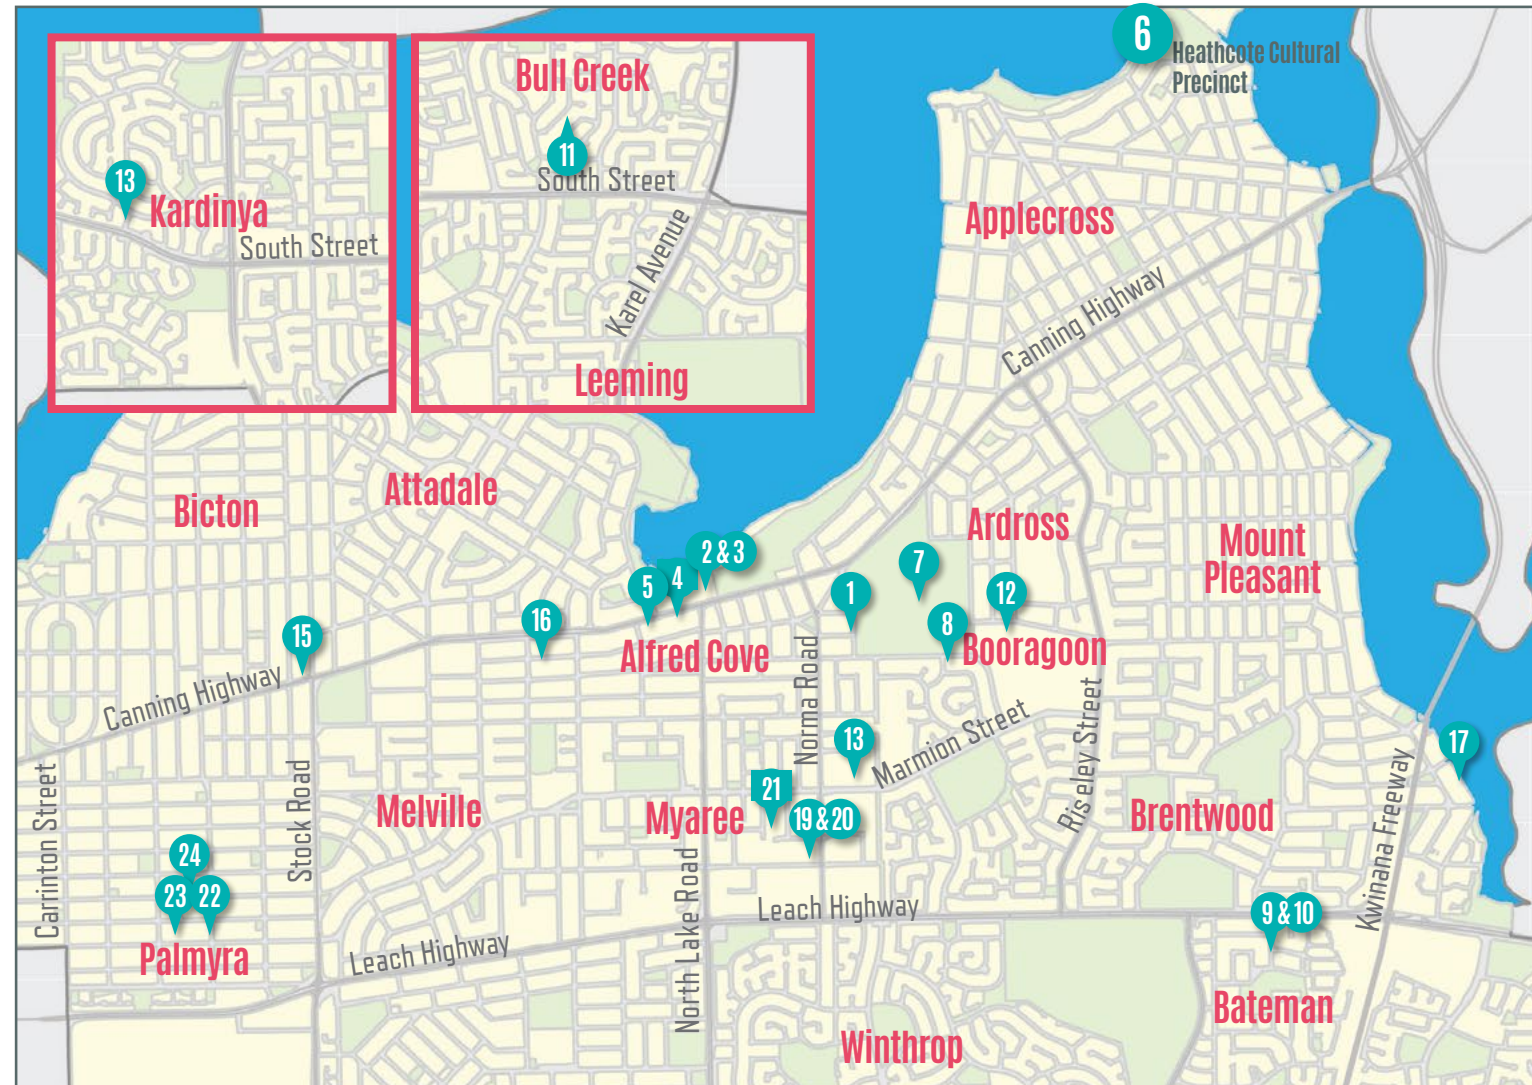 6
Heathcote Cultural
Precinct
Bull Creek
11
South Street
Karel Avenue
Leeming
13
Kardinya
South Street
Applecross
Canning Highway
Attadale
Bicton
Ardross
Mount
Pleasant
2 & 3
4
5
7
1
12
8
16
15
Alfred Cove
Booragoon
Canning Highway
Norma Road
13
Marmion Street
Riseley Street
17
Carrinton Street
Stock Road
Melville
Myaree
21
19 & 20
Brentwood
Kwinana Freeway
24
23
22
Palmyra
Leach Highway
North Lake Road
Leach Highway
9 & 10
Bateman
Winthrop